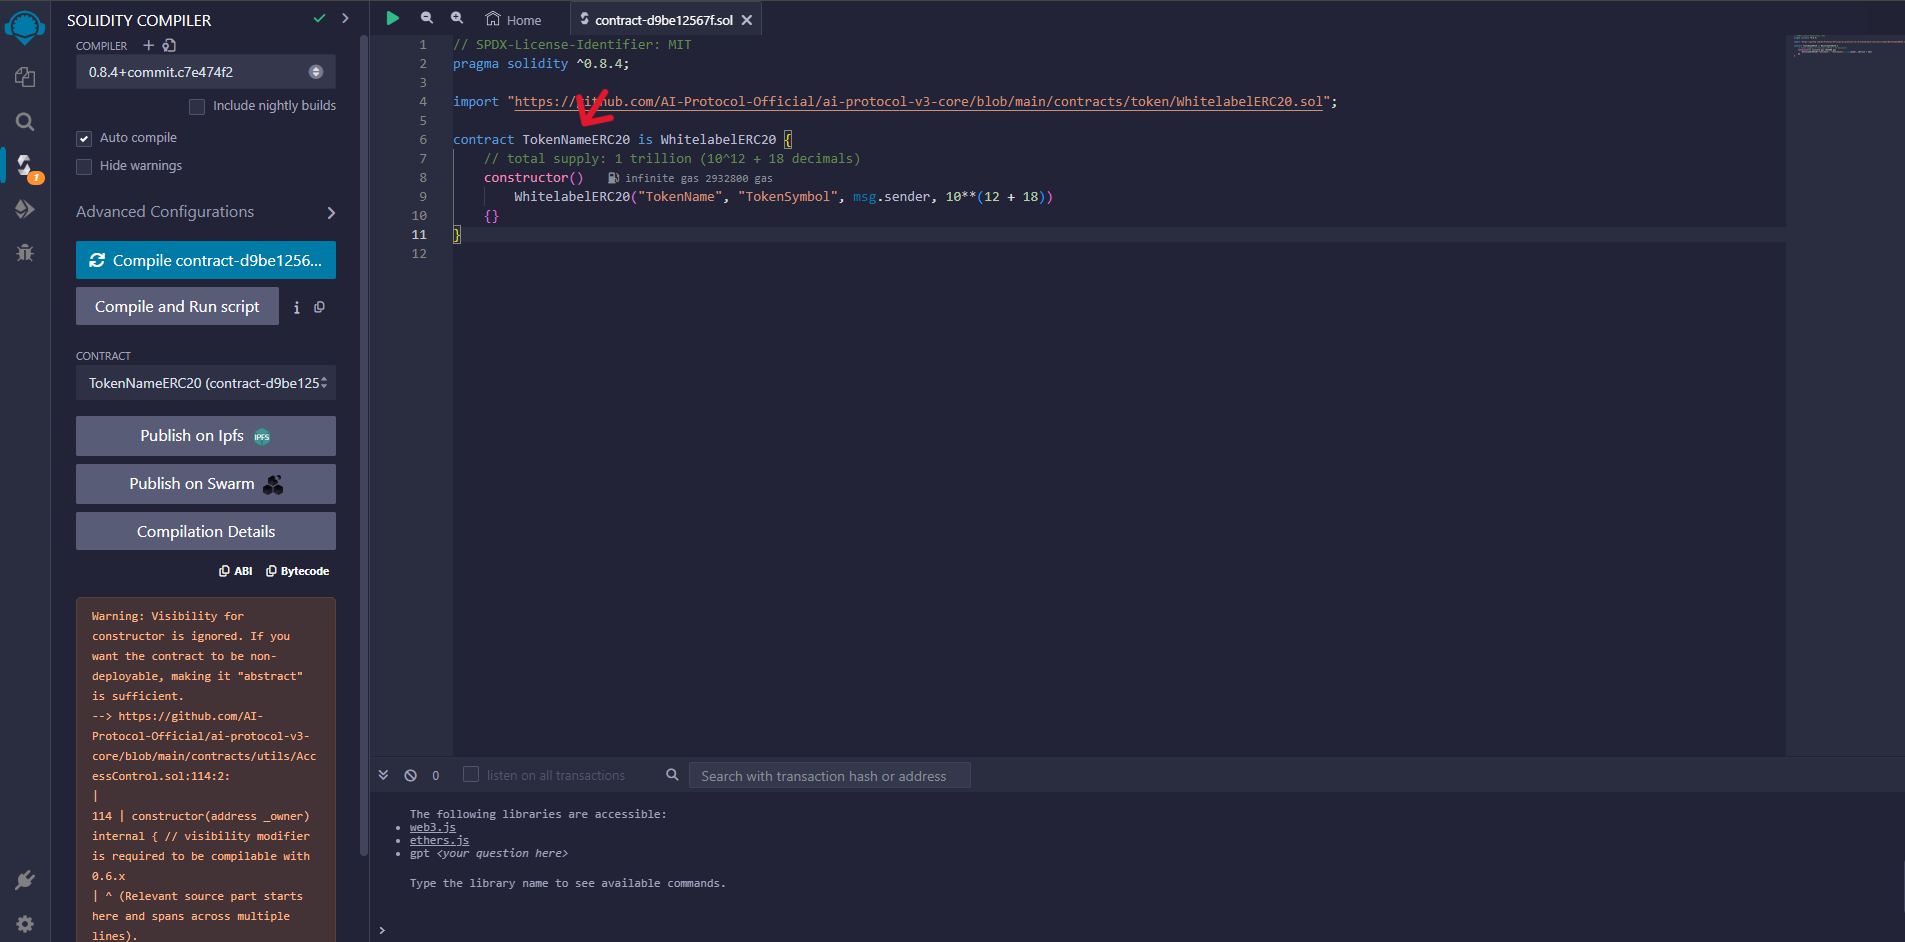 SOLIDITY COMPILER
COMPILER
0.8.4+commit.c7e474f2
Include nightly builds
Auto compile
Hide warnings
1
Advanced Configurations
Compile contract-d9be1256...
Compile and Run script
CONTRACT
TokenNameERC20 (contract-d9be125
Publish on Ipfs
IPFS
Publish on Swarm
Compilation Details
ABI Bytecode
Warning: Visibility for
constructor is ignored. If you
want the contract to be non-
deployable, making it "abstract"
is sufficient.
--> https://github.com/AI-
Protocol-Official/ai-protocol-v3-
core/blob/main/contracts/utils/Acc
essControl.sol:114:2:
|
114 | constructor(address _owner)
internal { // visibility modifier
is required to be compilable with
0.6.x
| ^ (Relevant source part starts
here and spans across multiple
lines).
Home
contract-d9be12567f.sol
1 // SPDX-License-Identifier: MIT
2 pragma solidity ^0.8.4;
3
4 import "https://github.com/AI-Protocol-Official/ai-protocol-v3-core/blob/main/contracts/token/WhitelabelERC20.sol";
5
6 contract TokenNameERC20 is WhitelabelERC20 {
7 // total supply: 1 trillion (10^12 + 18 decimals)
8 constructor() infinite gas 2932800 gas
9 WhitelabelERC20("TokenName", "TokenSymbol", msg.sender, 10**(12 + 18))
10 {}
11 }
12
0 listen on all transactions Search with transaction hash or address
The following libraries are accessible:
web3.js
ethers.js
gpt <your question here>
Type the library name to see available commands.
>